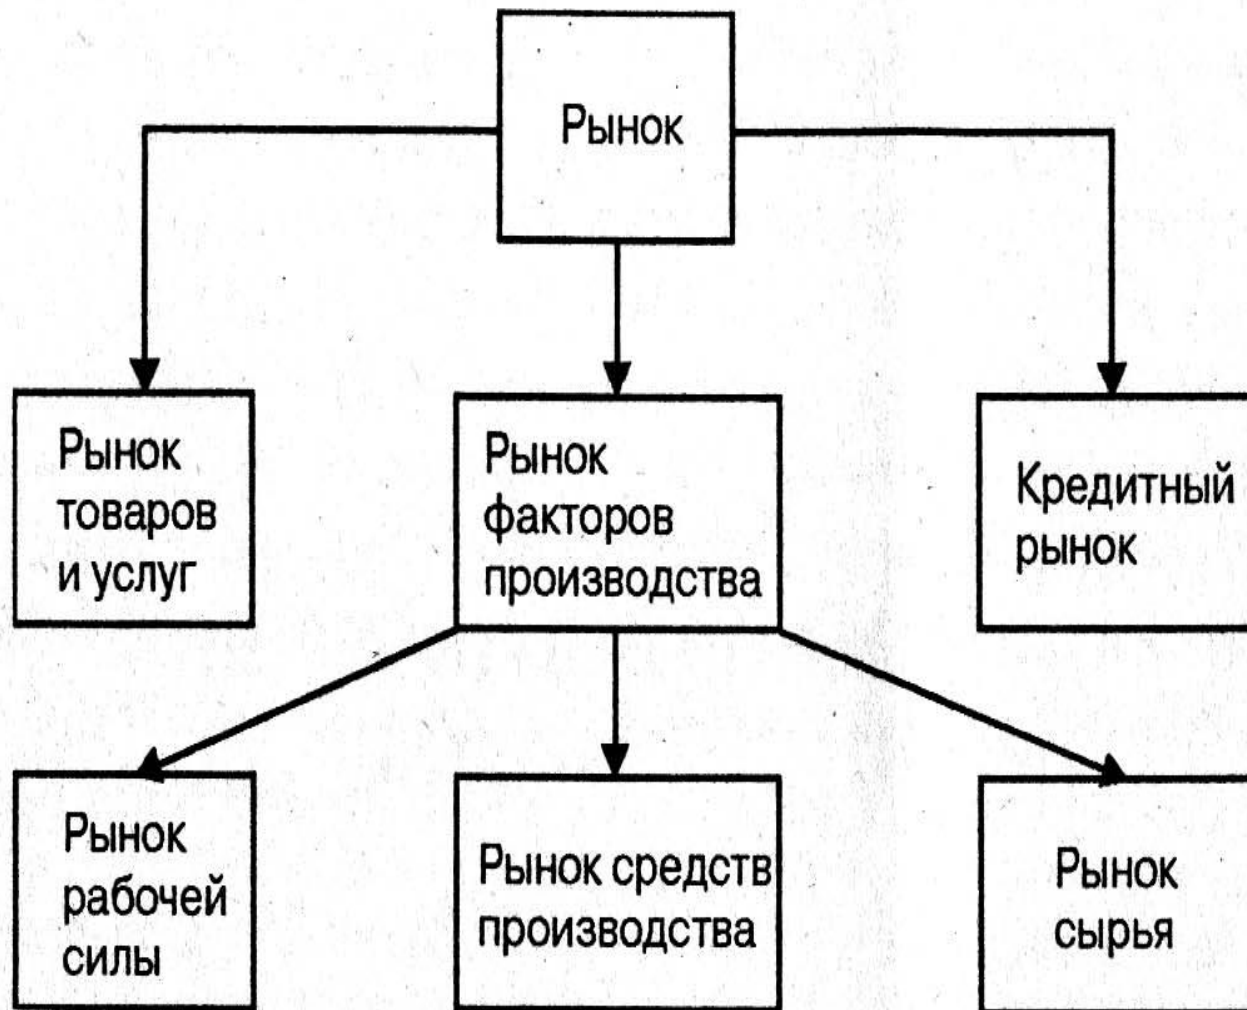 Рынок
Рынок
товаров
и услуг
Рынок
факторов
производства
Кредитный
рынок
Рынок
рабочей
силы
Рынок средств
производства
Рынок
сырья